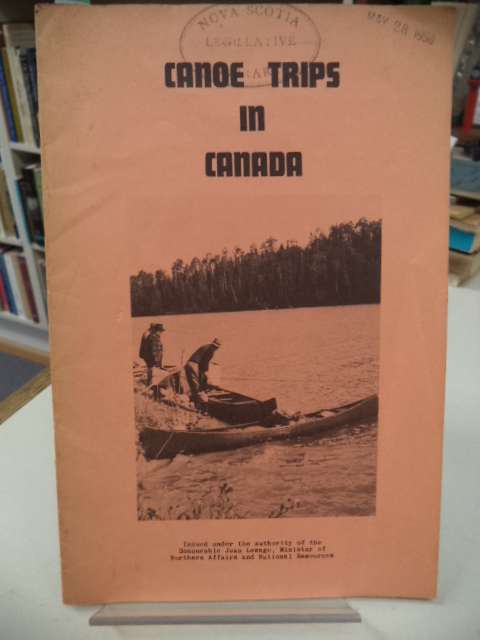 NOVA SCOTIA
LEGISLATIVE
MAY 28 1956
CANOE TRIPS
IN
CANADA
Issued under the authority of the
Honourable Jean Lesage, Minister of
Northern Affairs and National Resources